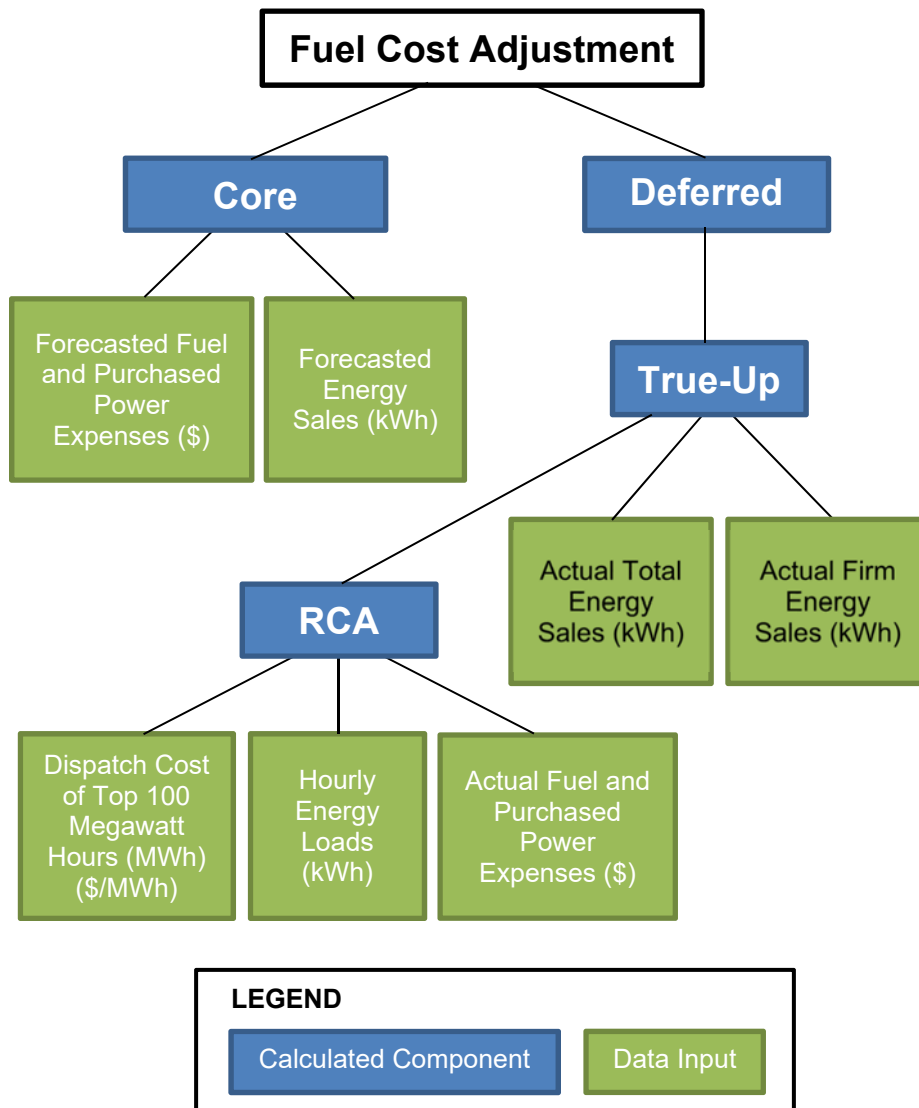 Fuel Cost Adjustment
Core
Deferred
Forecasted Fuel
and Purchased
Power
Expenses ($)
Forecasted
Energy
Sales (kWh)
True-Up
Actual Total
Energy
Sales (kWh)
Actual Firm
Energy
Sales (kWh)
RCA
Dispatch Cost
of Top 100
Megawatt
Hours (MWh)
($/MWh)
Hourly
Energy
Loads
(kWh)
Actual Fuel and
Purchased
Power
Expenses ($)
LEGEND
Calculated Component
Data Input